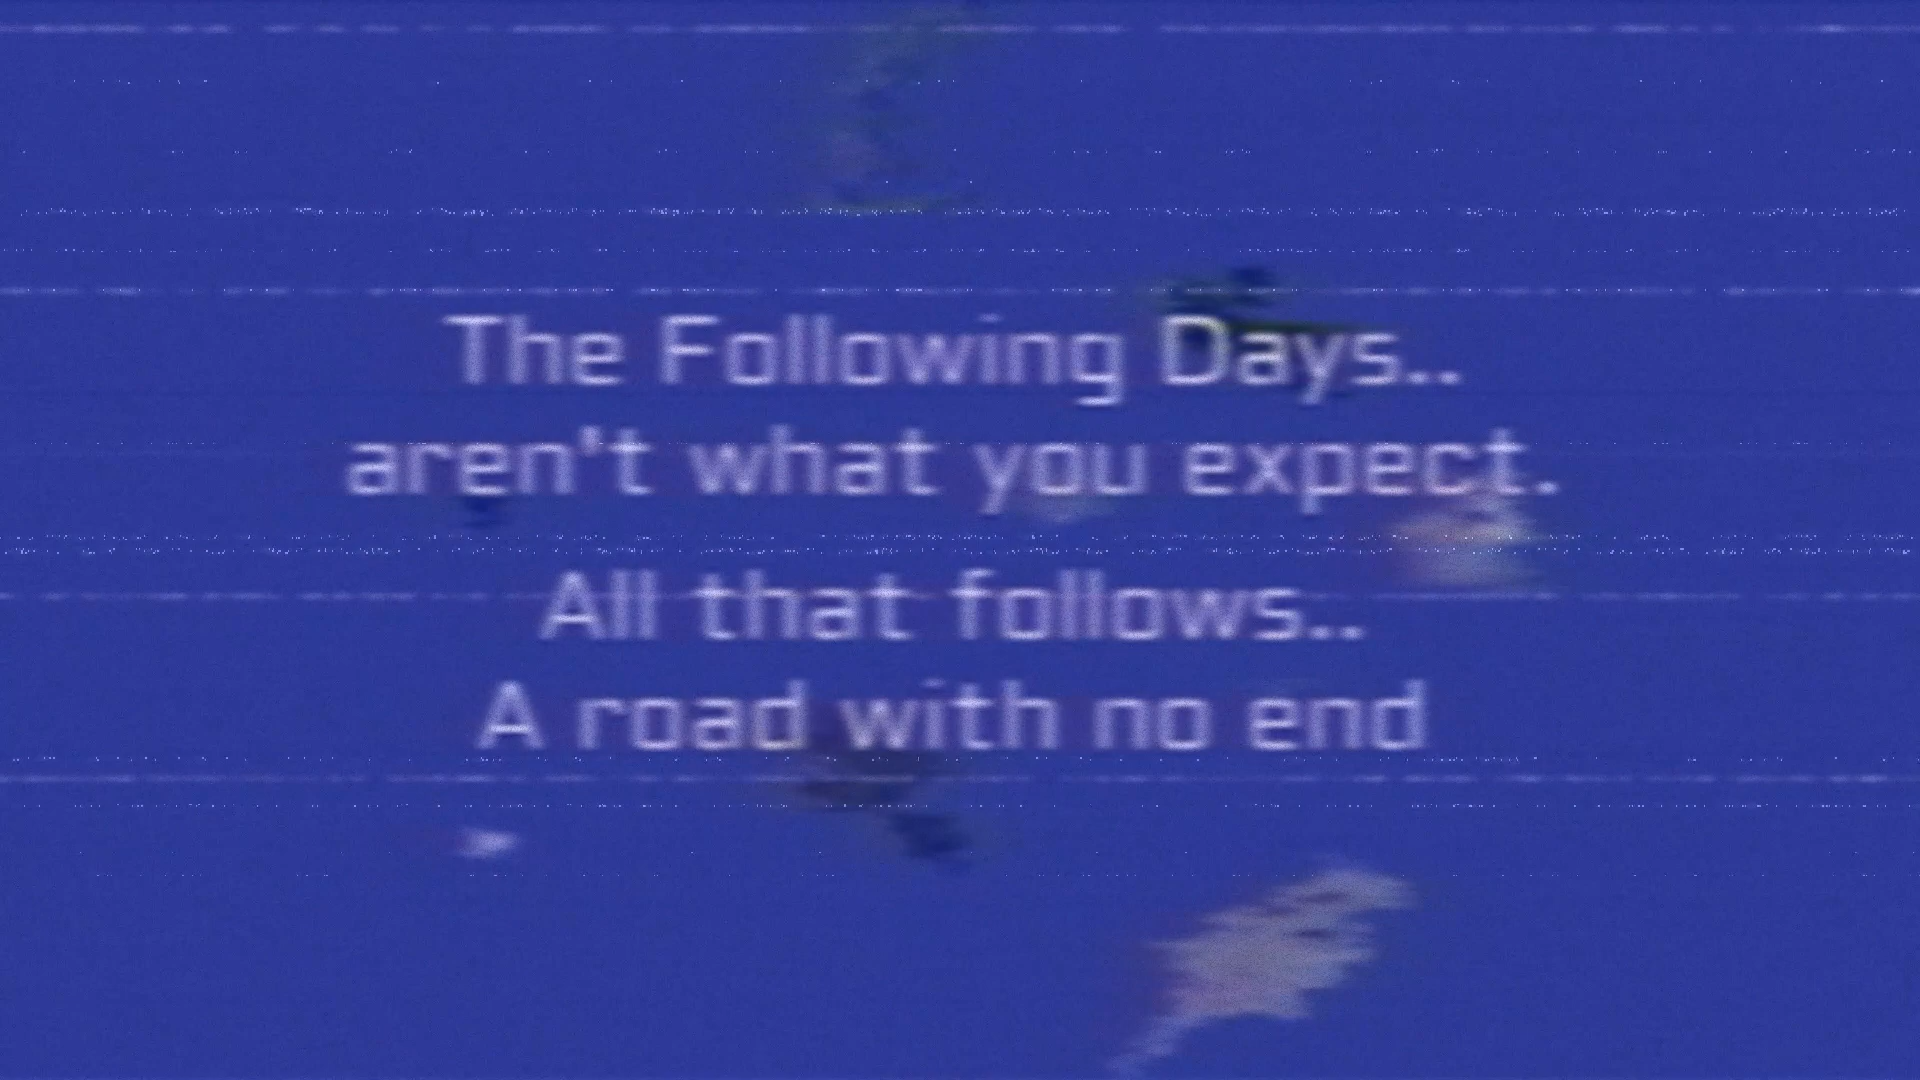 The Following Days..
aren't what you expect.
All that follows..
A road with no end